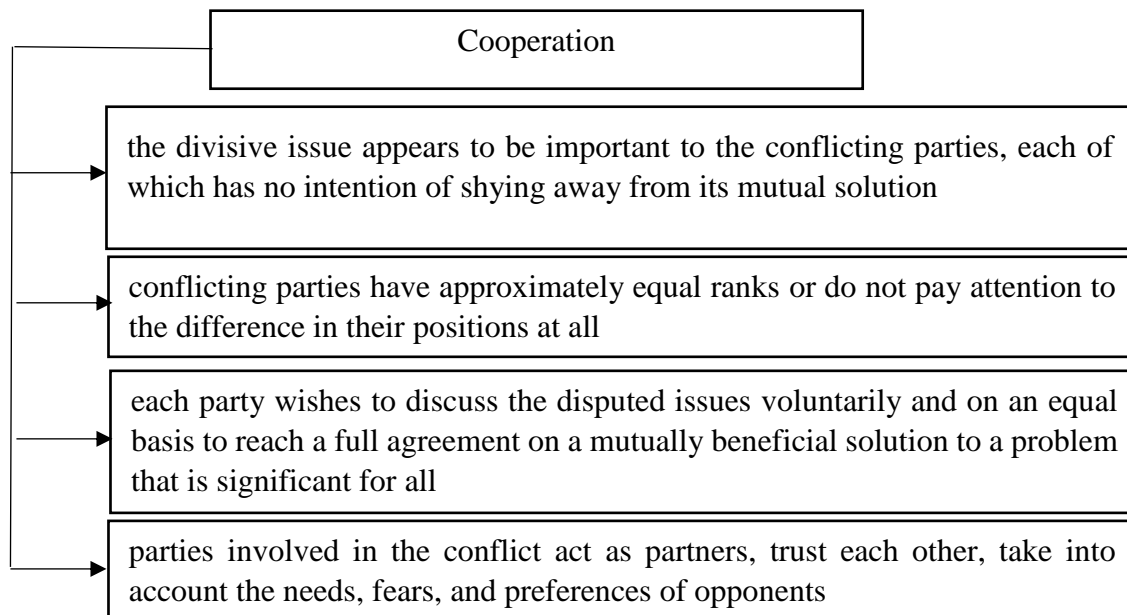 Cooperation
the divisive issue appears to be important to the conflicting parties, each of
which has no intention of shying away from its mutual solution
conflicting parties have approximately equal ranks or do not pay attention to
the difference in their positions at all
each party wishes to discuss the disputed issues voluntarily and on an equal
basis to reach a full agreement on a mutually beneficial solution to a problem
that is significant for all
parties involved in the conflict act as partners, trust each other, take into
account the needs, fears, and preferences of opponents